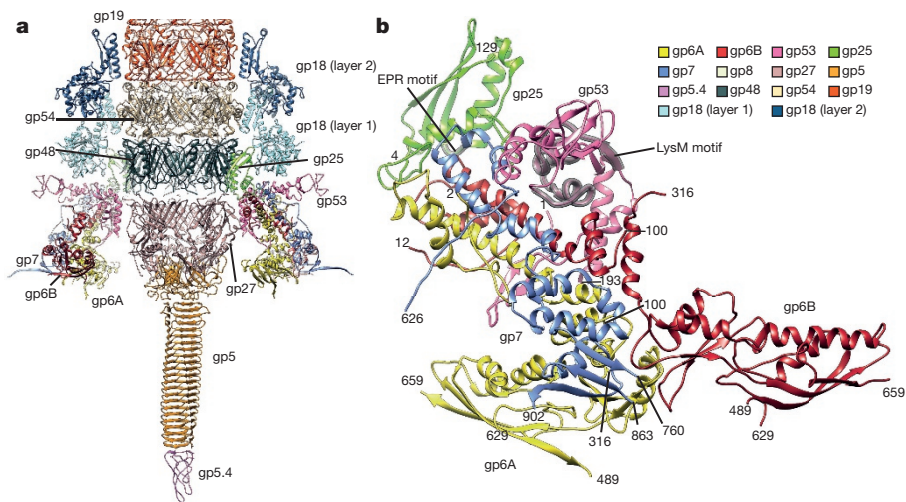 a
gp19
gp18 (layer 2)
gp54
gp18 (layer 1)
gp48
gp25
gp53
gp7
gp6B
gp6A
gp27
gp5
gp5.4
b
129
EPR motif
gp25
gp53
4
LysM motif
2
1
316
100
12
193
626
gp7
100
gp6B
659
659
902
489
629
316
863
760
629
gp6A
489
gp6A gp6B gp53 gp25
gp7 gp8 gp27 gp5
gp5.4 gp48 gp54 gp19
gp18 (layer 1) gp18 (layer 2)